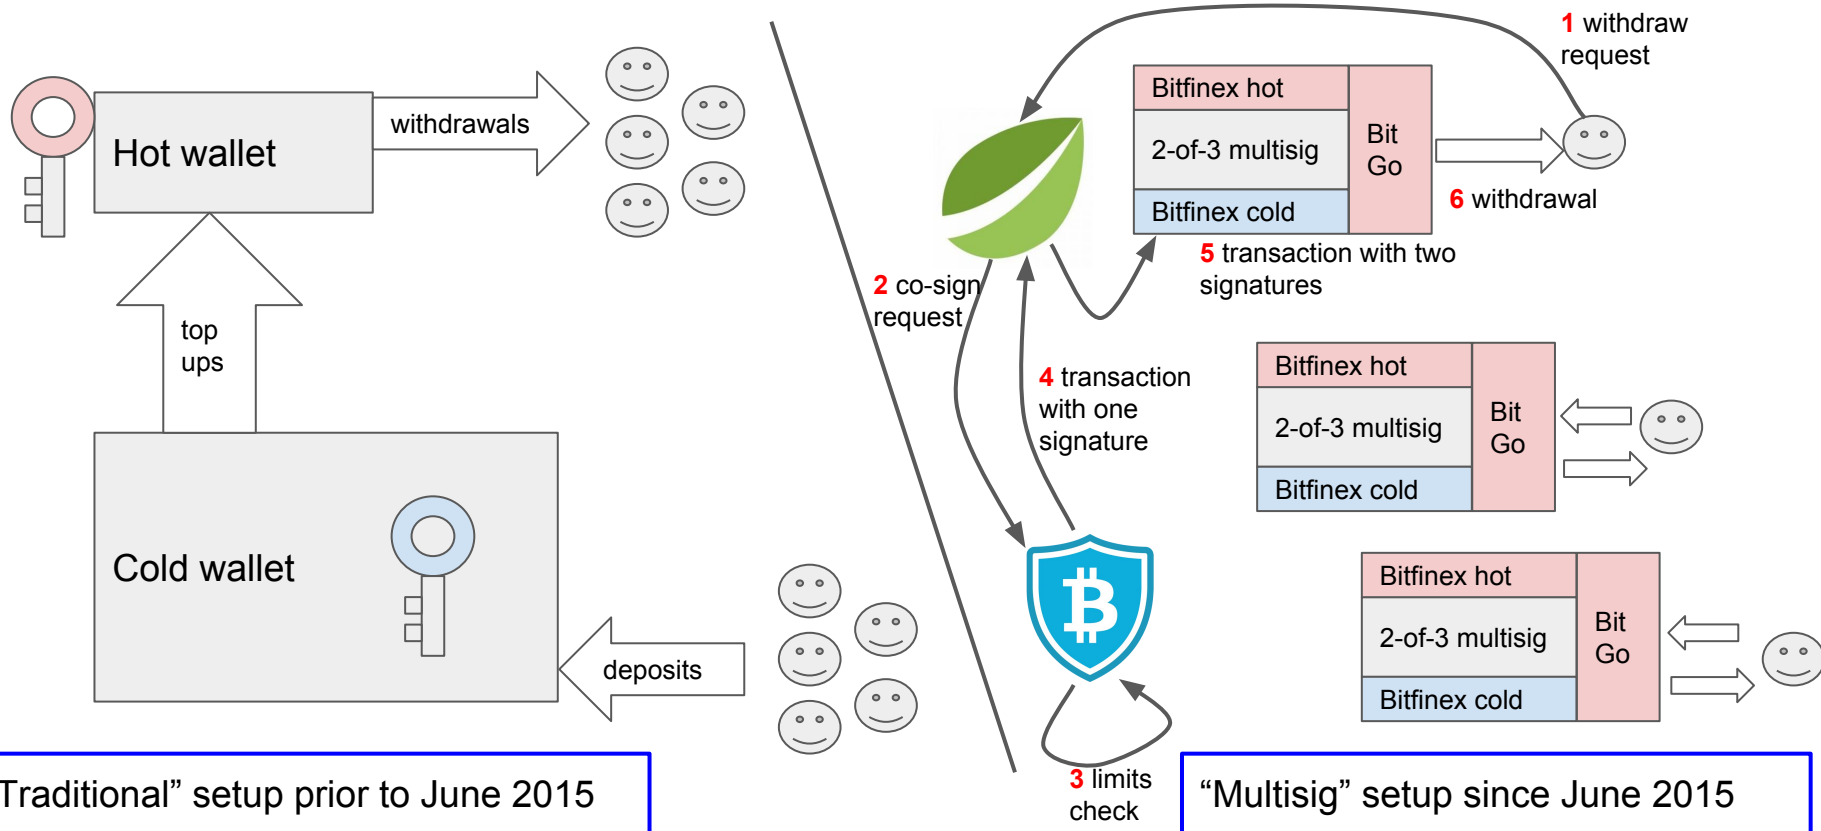 Hot wallet
withdrawals
top
ups
Cold wallet
deposits
Traditional” setup prior to June 2015
1 withdraw
request
Bitfinex hot
2-of-3 multisig
Bitfinex cold
Bit
Go
6 withdrawal
5 transaction with two
signatures
2 co-sign
request
4 transaction
with one
signature
3 limits
check
Bitfinex hot
2-of-3 multisig
Bitfinex cold
Bit
Go
Bitfinex hot
2-of-3 multisig
Bitfinex cold
Bit
Go
“Multisig” setup since June 2015